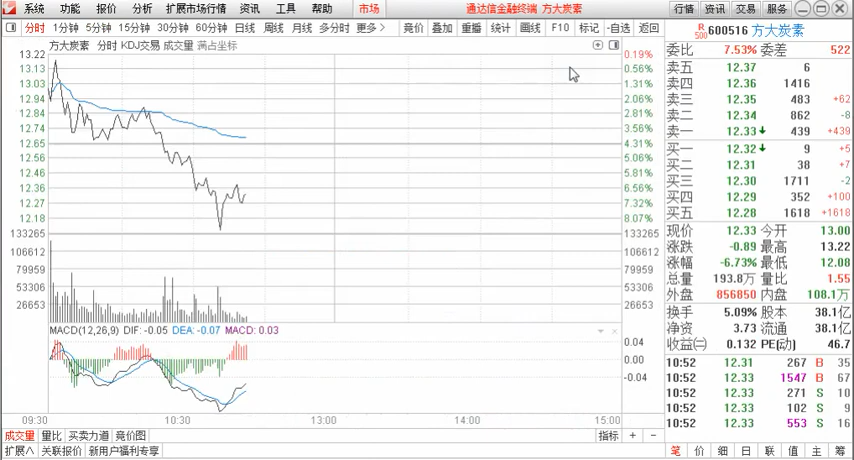 系统 功能 报价 分析 扩展市场行情 资讯 工具 帮助 市场 通达信金融终端 方大炭素 行情 资讯 交易 服务
分时 1分钟 5分钟 15分钟 30分钟 60分钟 日线 周线 月线 多分时 更多 竞价 叠加 重播 统计 画线 F10 标记 -自选 返回
方大炭素 分时 KDJ交易 成交量 满占坐标
13.22
13.13
13.03
12.94
12.84
12.74
12.65
12.55
12.46
12.36
12.27
12.18
133265
106612
79959
53306
26653
0.19%
0.56%
1.31%
2.06%
2.81%
3.56%
4.31%
5.06%
5.81%
6.56%
7.32%
8.07%
133265
106612
79959
53306
26653
MACD(12,26,9) DIF: -0.05 DEA: -0.07 MACD: 0.03
0.04
0.00
-0.04
09:30 10:30 13:00 14:00 15:00
成交量 量比 买卖力道 竞价图 指标 + -
扩展∧ 关联报价 新用户福利专享
R
500 600516 方大炭素
委比 7.53% 委差 522
卖五 12.37 6
卖四 12.36 1416
卖三 12.35 483 +62
卖二 12.34 862 -8
卖一 12.33 439 +439
买一 12.32 9 +5
买二 12.31 38 +7
买三 12.30 1711 -2
买四 12.29 352 +100
买五 12.28 1618 +1618
现价 12.33 今开 13.00
涨跌 -0.89 最高 13.22
涨幅 -6.73% 最低 12.08
总量 193.8万 量比 1.55
外盘 856850 内盘 108.1万
换手 5.09% 股本 38.1亿
净资 3.73 流通 38.1亿
收益㈡ 0.132 PE(动) 46.7
10:52 12.31 267 B 35
10:52 12.33 1547 B 67
10:52 12.33 271 S 10
10:52 12.33 102 S 9
10:52 12.33 553 S 16
笔 价 细 日 联 值 主 筹